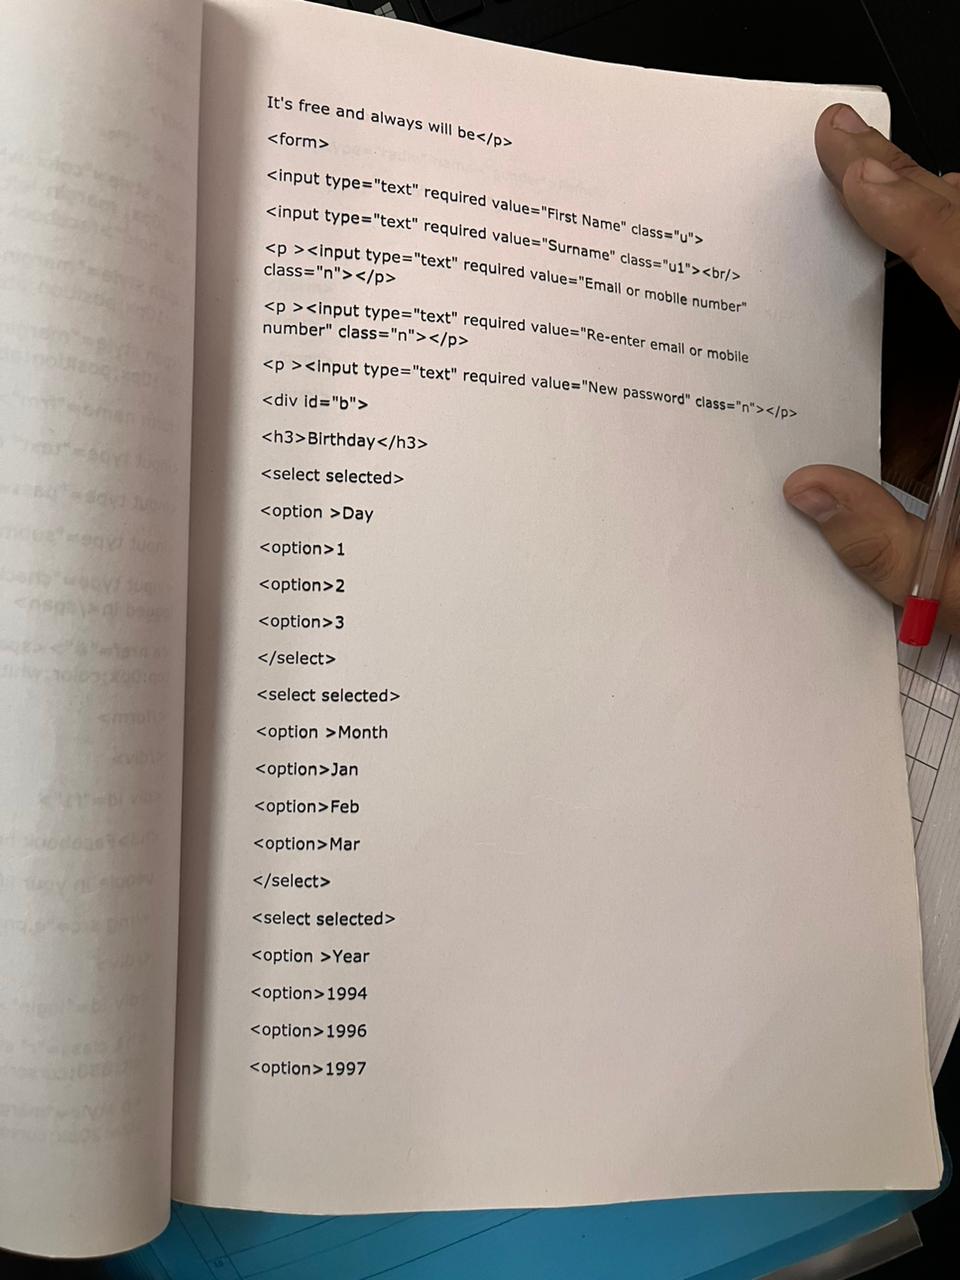 It's free and always will be</p>
<form>
<input type="text" required value="First Name" class="u">
<input type="text" required value="Surname" class="u1"><br/>
<p ><input type="text" required value="Email or mobile number"
class="n"></p>
<p ><input type="text" required value="Re-enter email or mobile
number" class="n"></p>
<p ><input type="text" required value="New password" class="n"></p>
<div id="b">
<h3>Birthday</h3>
<select selected>
<option >Day
<option>1
<option>2
<option>3
</select>
<select selected>
<option >Month
<option>Jan
<option>Feb
<option>Mar
</select>
<select selected>
<option >Year
<option>1994
<option>1996
<option>1997